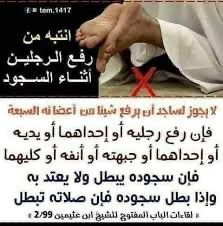 tem.1417
انتبه من
رفع الرجلين
أثناء السجود
لا يجوز لساجد أن يرفع شيئا من أعضائه السبعة
فإن رفع رجليه أو إحداهما أو يديه
أو إحداهما أو جبهته أو أنفه أو كليهما
فإن سجوده يبطل ولا يعتد به
وإذا بطل سجوده فإن صلاته تبطل
« لقاءات الباب المفتوح للشيخ ابن عثيمين 2/99 »